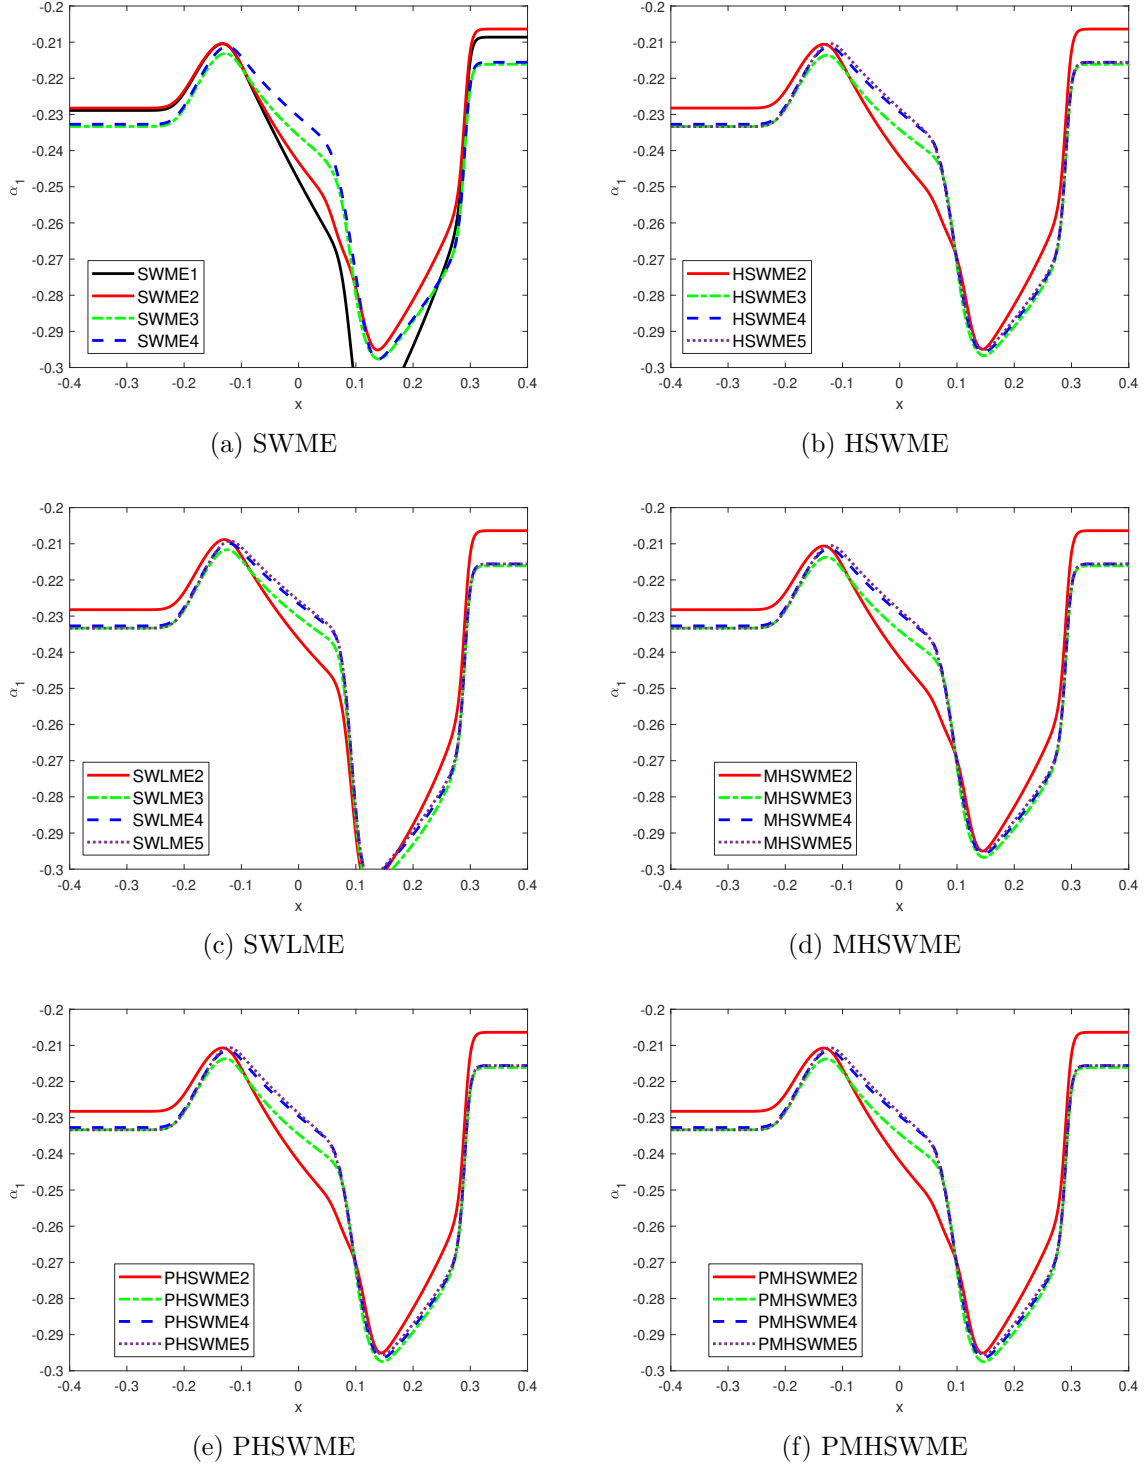 -0.2
-0.21
-0.22
-0.23
-0.24
-0.25
-0.26
-0.27
-0.28
-0.29
-0.3
α1
SWME1
SWME2
SWME3
SWME4
-0.4 -0.3 -0.2 -0.1 0 0.1 0.2 0.3 0.4
x
(a) SWME
-0.2
-0.21
-0.22
-0.23
-0.24
-0.25
-0.26
-0.27
-0.28
-0.29
-0.3
α1
HSWME2
HSWME3
HSWME4
HSWME5
-0.4 -0.3 -0.2 -0.1 0 0.1 0.2 0.3 0.4
x
(b) HSWME
-0.2
-0.21
-0.22
-0.23
-0.24
-0.25
-0.26
-0.27
-0.28
-0.29
-0.3
α1
SWLME2
SWLME3
SWLME4
SWLME5
-0.4 -0.3 -0.2 -0.1 0 0.1 0.2 0.3 0.4
x
(c) SWLME
-0.2
-0.21
-0.22
-0.23
-0.24
-0.25
-0.26
-0.27
-0.28
-0.29
-0.3
α1
MHSWME2
MHSWME3
MHSWME4
MHSWME5
-0.4 -0.3 -0.2 -0.1 0 0.1 0.2 0.3 0.4
x
(d) MHSWME
-0.2
-0.21
-0.22
-0.23
-0.24
-0.25
-0.26
-0.27
-0.28
-0.29
-0.3
α1
PHSWME2
PHSWME3
PHSWME4
PHSWME5
-0.4 -0.3 -0.2 -0.1 0 0.1 0.2 0.3 0.4
x
(e) PHSWME
-0.2
-0.21
-0.22
-0.23
-0.24
-0.25
-0.26
-0.27
-0.28
-0.29
-0.3
α1
PMHSWME2
PMHSWME3
PMHSWME4
PMHSWME5
-0.4 -0.3 -0.2 -0.1 0 0.1 0.2 0.3 0.4
x
(f) PMHSWME